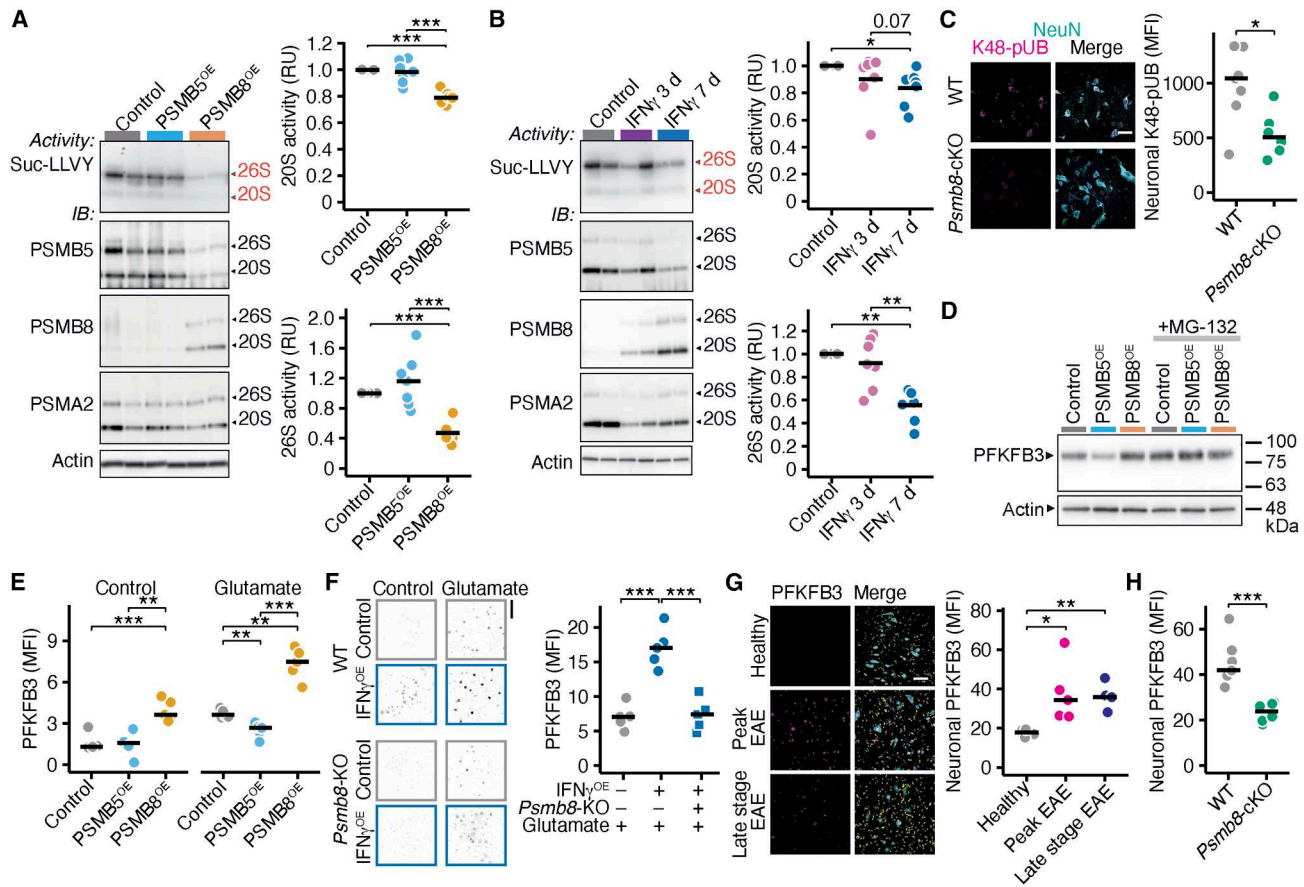 A
Control
PSMB5OE
PSMB8OE
Activity:
Suc-LLVY
26S
20S
IB:
PSMB5
26S
20S
PSMB8
26S
20S
PSMA2
26S
20S
Actin
***
***
20S activity (RU)
1.2
1.0
0.8
0.6
0.4
0.2
0
Control
PSMB5OE
PSMB8OE
***
***
26S activity (RU)
2.0
1.6
1.2
0.8
0.4
0
Control
PSMB5OE
PSMB8OE
B
Control
IFNγ 3 d
IFNγ 7 d
Activity:
Suc-LLVY
26S
20S
IB:
PSMB5
26S
20S
PSMB8
26S
20S
PSMA2
26S
20S
Actin
0.07
*
20S activity (RU)
1.2
1.0
0.8
0.6
0.4
0.2
0
Control
IFNγ 3 d
IFNγ 7 d
**
**
26S activity (RU)
1.2
1.0
0.8
0.6
0.4
0.2
0
Control
IFNγ 3 d
IFNγ 7 d
C
NeuN
K48-pUB
Merge
WT
Psmb8-cKO
*
Neuronal K48-pUB (MFI)
1000
500
0
WT
Psmb8-cKO
D
+MG-132
Control
PSMB5OE
PSMB8OE
Control
PSMB5OE
PSMB8OE
PFKFB3
Actin
100
75
63
48
kDa
E
Control
Glutamate
**
***
***
**
**
PFKFB3 (MFI)
9
6
3
0
Control
PSMB5OE
PSMB8OE
Control
PSMB5OE
PSMB8OE
F
Control
Glutamate
WT
Control
IFNγOE
Psmb8-KO
Control
IFNγOE
***
***
PFKFB3 (MFI)
20
15
10
5
0
IFNγOE
– + +
Psmb8-KO
– – +
Glutamate
+ + +
G
PFKFB3
Merge
Healthy
Peak EAE
Late stage EAE
**
*
Neuronal PFKFB3 (MFI)
80
60
40
20
0
Healthy
Peak EAE
Late stage EAE
H
***
Neuronal PFKFB3 (MFI)
60
40
20
0
WT
Psmb8-cKO